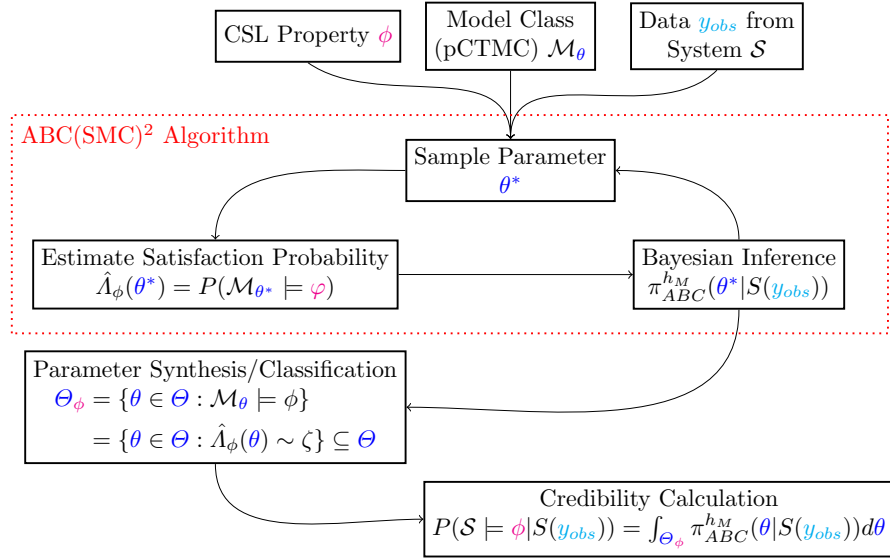 CSL Property ϕ
Model Class
(pCTMC) ℳ_θ
Data y_obs from
System 𝒮
ABC(SMC)² Algorithm
Sample Parameter
θ*
Estimate Satisfaction Probability
Λ̂_ϕ(θ*) = P(ℳ_θ* ⊨ φ)
Bayesian Inference
π^{h_M}_{ABC}(θ*|S(y_obs))
Parameter Synthesis/Classification
Θ_ϕ = {θ ∈ Θ : ℳ_θ ⊨ ϕ}
= {θ ∈ Θ : Λ̂_ϕ(θ) ∼ ζ} ⊆ Θ
Credibility Calculation
P(𝒮 ⊨ ϕ|S(y_obs)) = ∫_{Θ_ϕ} π^{h_M}_{ABC}(θ|S(y_obs))dθ